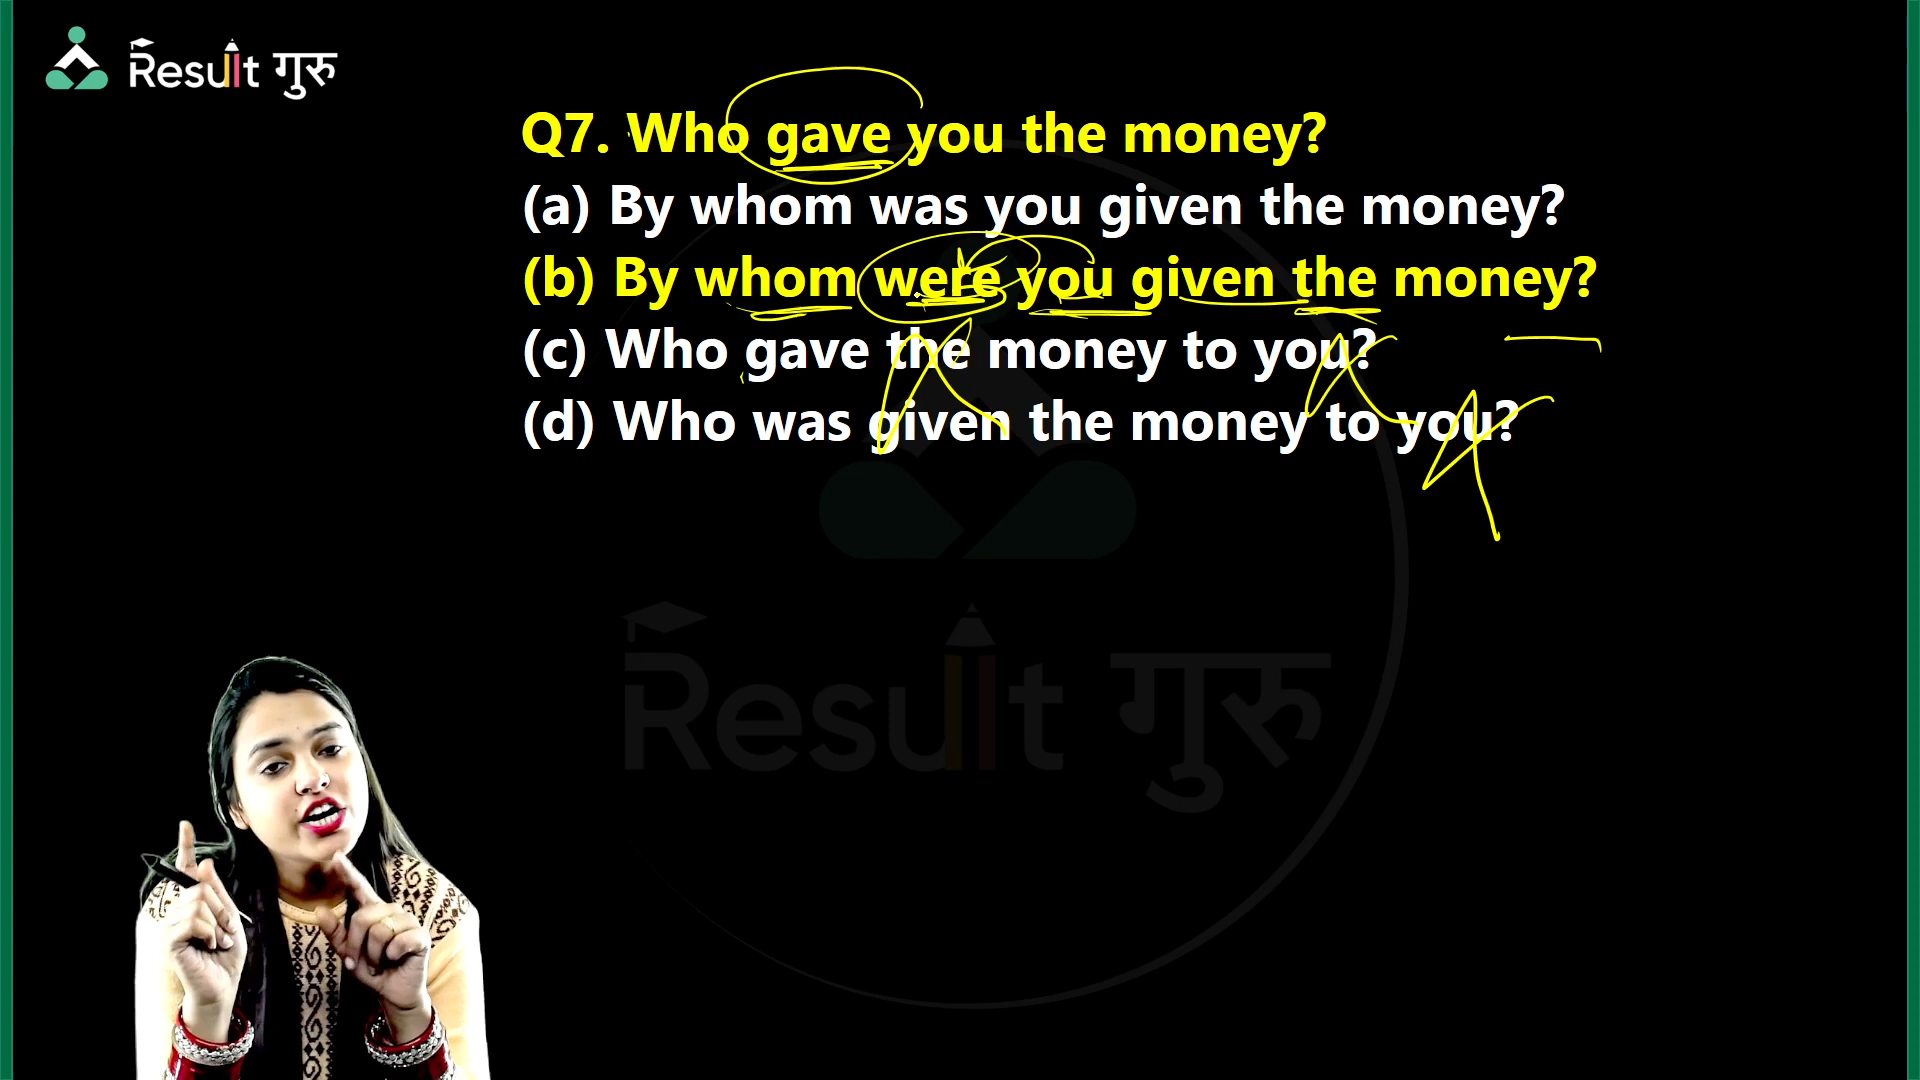 Result गुरु
Q7. Who gave you the money?
(a) By whom was you given the money?
(b) By whom were you given the money?
(c) Who gave the money to you?
(d) Who was given the money to you?
Result गुरु